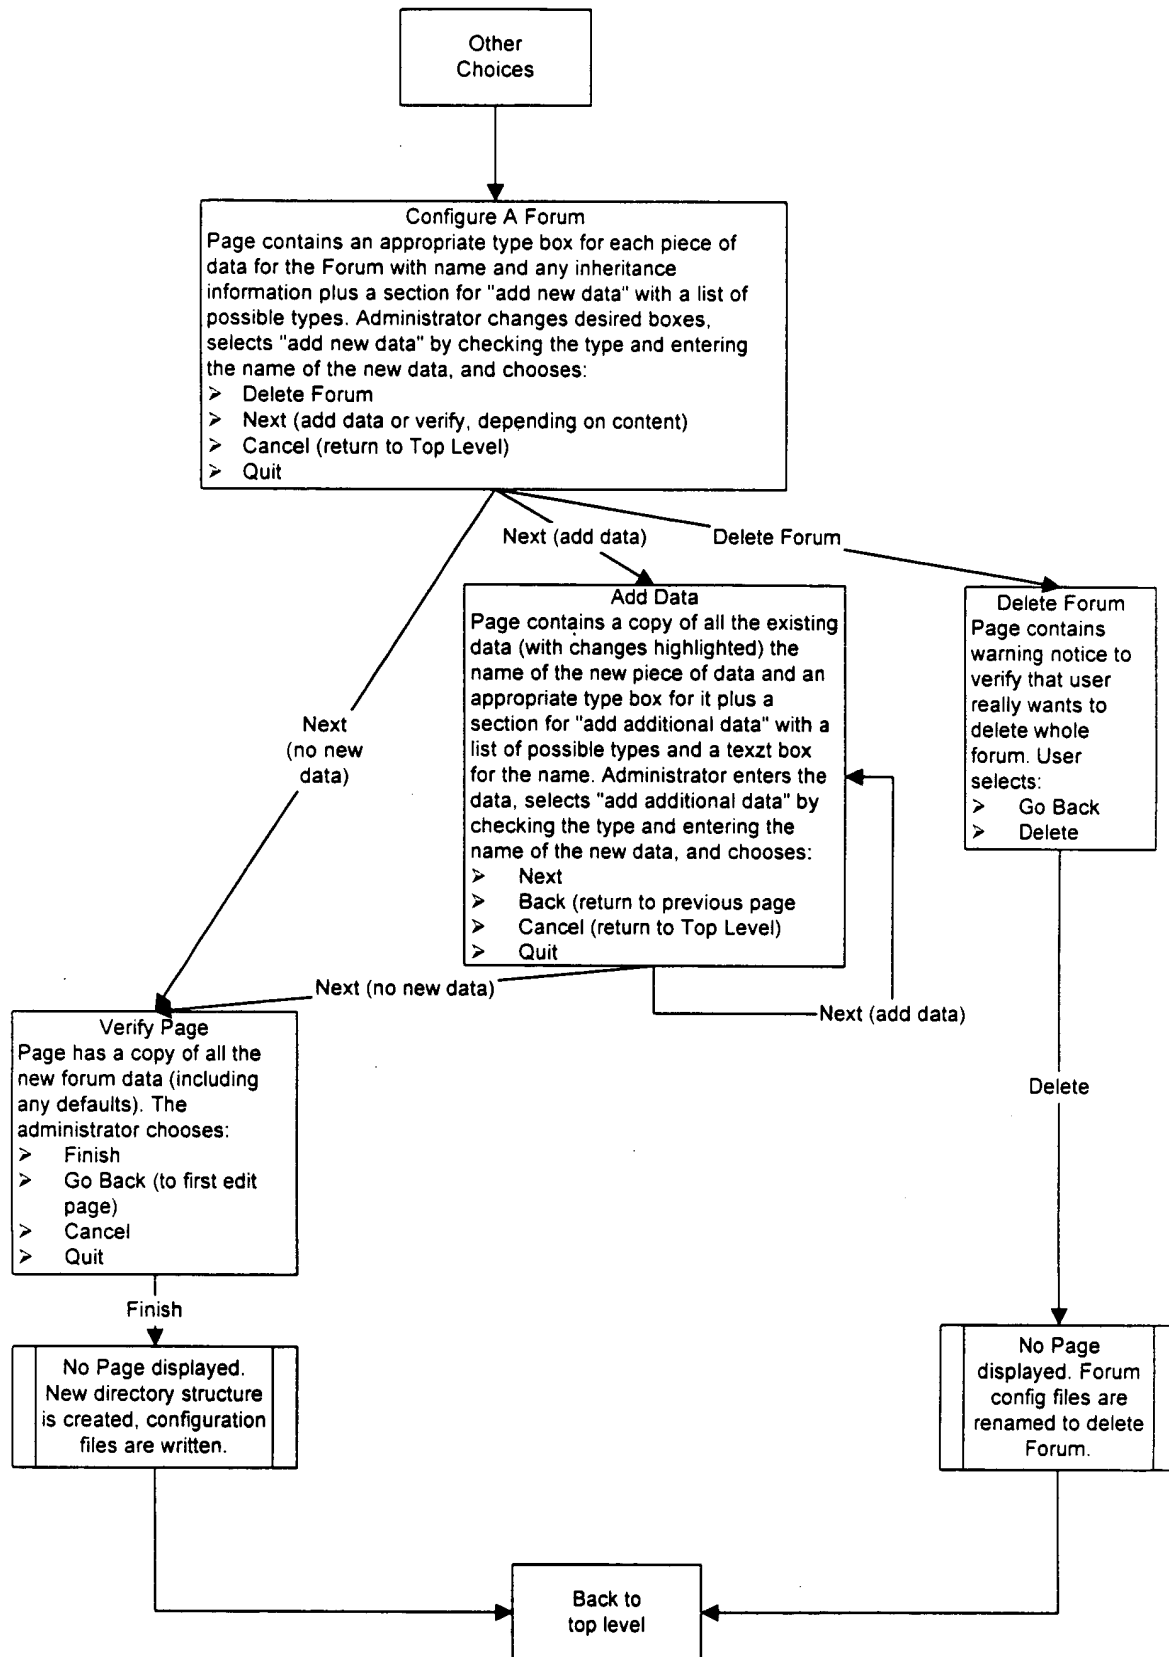 Other
Choices
Configure A Forum
Page contains an appropriate type box for each piece of
data for the Forum with name and any inheritance
information plus a section for "add new data" with a list of
possible types. Administrator changes desired boxes,
selects "add new data" by checking the type and entering
the name of the new data, and chooses:
➢ Delete Forum
➢ Next (add data or verify, depending on content)
➢ Cancel (return to Top Level)
➢ Quit
Next (add data)
Delete Forum
Next
(no new
data)
Add Data
Page contains a copy of all the existing
data (with changes highlighted) the
name of the new piece of data and an
appropriate type box for it plus a
section for "add additional data" with a
list of possible types and a texzt box
for the name. Administrator enters the
data, selects "add additional data" by
checking the type and entering the
name of the new data, and chooses:
➢ Next
➢ Back (return to previous page
➢ Cancel (return to Top Level)
➢ Quit
Delete Forum
Page contains
warning notice to
verify that user
really wants to
delete whole
forum. User
selects:
➢ Go Back
➢ Delete
Next (no new data)
Next (add data)
Verify Page
Page has a copy of all the
new forum data (including
any defaults). The
administrator chooses:
➢ Finish
➢ Go Back (to first edit
page)
➢ Cancel
➢ Quit
Delete
Finish
No Page displayed.
New directory structure
is created, configuration
files are written.
No Page
displayed. Forum
config files are
renamed to delete
Forum.
Back to
top level